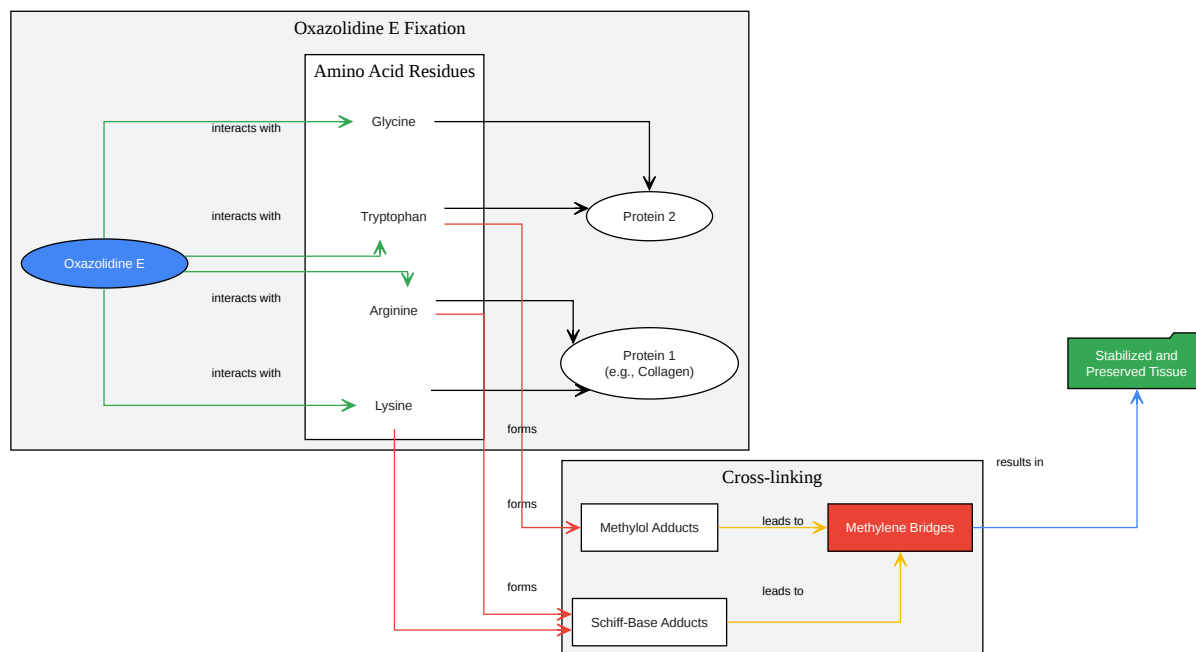 Oxazolidine E Fixation
Amino Acid Residues
interacts with
Glycine
interacts with
Tryptophan
Protein 2
Oxazolidine E
interacts with
Arginine
Protein 1
(e.g., Collagen)
Stabilized and
Preserved Tissue
interacts with
Lysine
forms
results in
Cross-linking
forms
Methylol Adducts
leads to
Methylene Bridges
forms
leads to
Schiff-Base Adducts